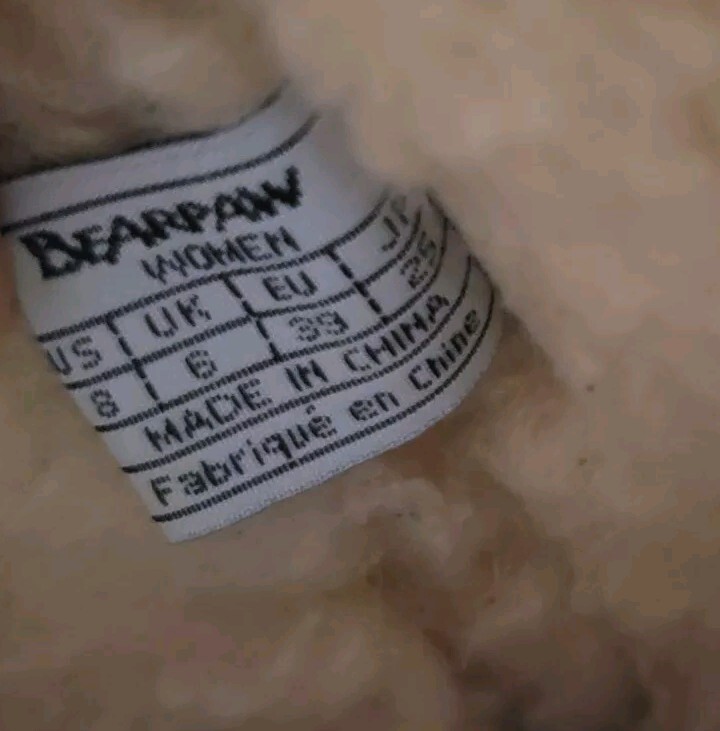 BEARPAW
WOMEN
US UK EU JP
8 6 39 25
MADE IN CHINA
Fabriqué en Chine